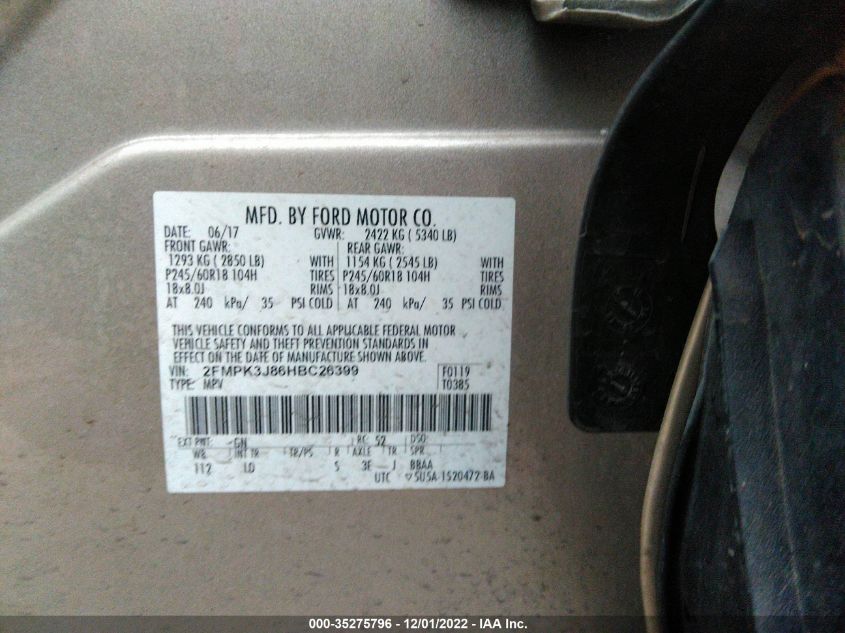 MFD. BY FORD MOTOR CO.
DATE: 06/17 GVWR: 2422 KG ( 5340 LB)
FRONT GAWR: REAR GAWR:
1293 KG ( 2850 LB) WITH 1154 KG ( 2545 LB) WITH
P245/60R18 104H TIRES P245/60R18 104H TIRES
18x8.0J RIMS 18x8.0J RIMS
AT 240 kPa/ 35 PSI COLD AT 240 kPa/ 35 PSI COLD
THIS VEHICLE CONFORMS TO ALL APPLICABLE FEDERAL MOTOR
VEHICLE SAFETY AND THEFT PREVENTION STANDARDS IN
EFFECT ON THE DATE OF MANUFACTURE SHOWN ABOVE.
VIN: 2FMPK3J86HBC26399 F0119
TYPE: MPV T0385
EXT PNT: GN RC: 52 DSO:
WB INT TR TP/PS R AXLE TR SPR
112 LD 5 3E J BBAA
UTC 5U5A-1520472-BA
000-35275796 - 12/01/2022 - IAA Inc.